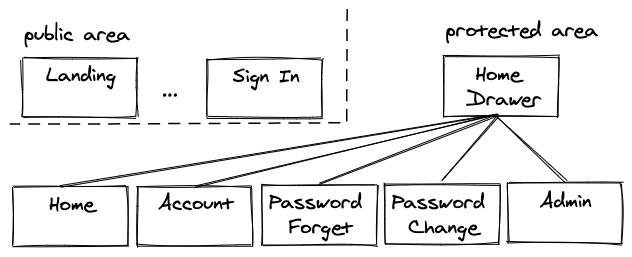 public area
protected area
Landing
...
Sign In
Home
Drawer
Home
Account
Password
Forget
Password
Change
Admin